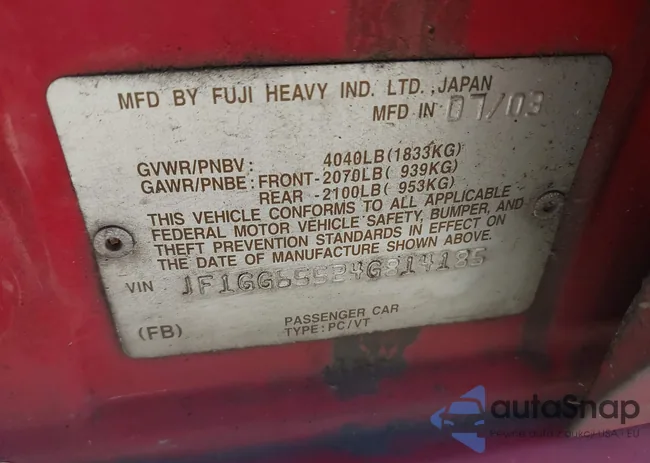 MFD BY FUJI HEAVY IND. LTD. JAPAN
MFD IN 07/03
GVWR/PNBV: 4040LB(1833KG)
GAWR/PNBE: FRONT-2070LB( 939KG)
REAR -2100LB( 953KG)
THIS VEHICLE CONFORMS TO ALL APPLICABLE
FEDERAL MOTOR VEHICLE SAFETY, BUMPER, AND
THEFT PREVENTION STANDARDS IN EFFECT ON
THE DATE OF MANUFACTURE SHOWN ABOVE.
VIN
PASSENGER CAR
(FB) TYPE:PC/VT
autoSnap